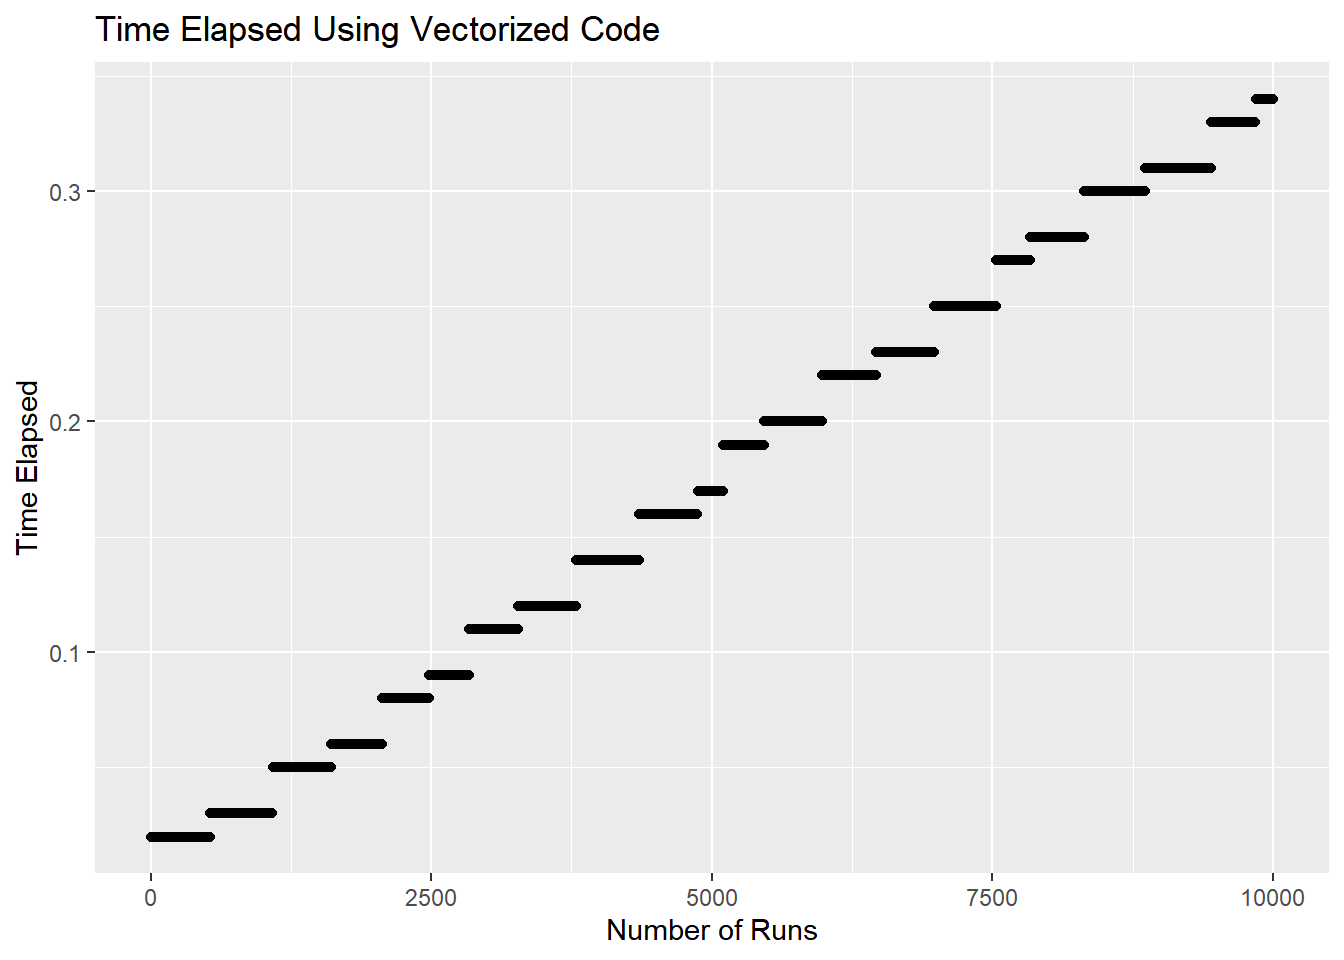 Time Elapsed Using Vectorized Code
0.3
0.2
0.1
Time Elapsed
0 2500 5000 7500 10000
Number of Runs